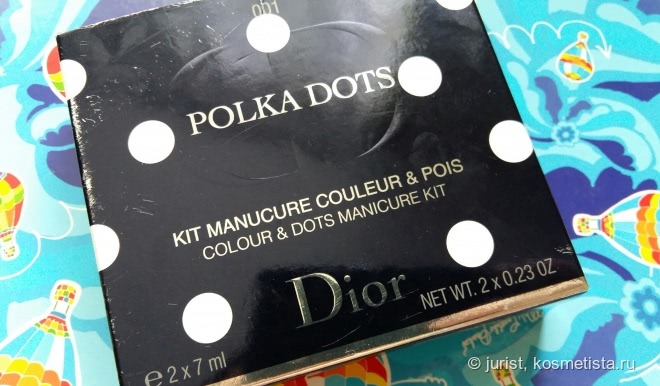 001
POLKA DOTS
KIT MANUCURE COULEUR & POIS
COLOUR & DOTS MANICURE KIT
Dior
NET WT. 2 x 0.23 OZ
e 2 x 7 ml
© jurist, kosmetista.ru